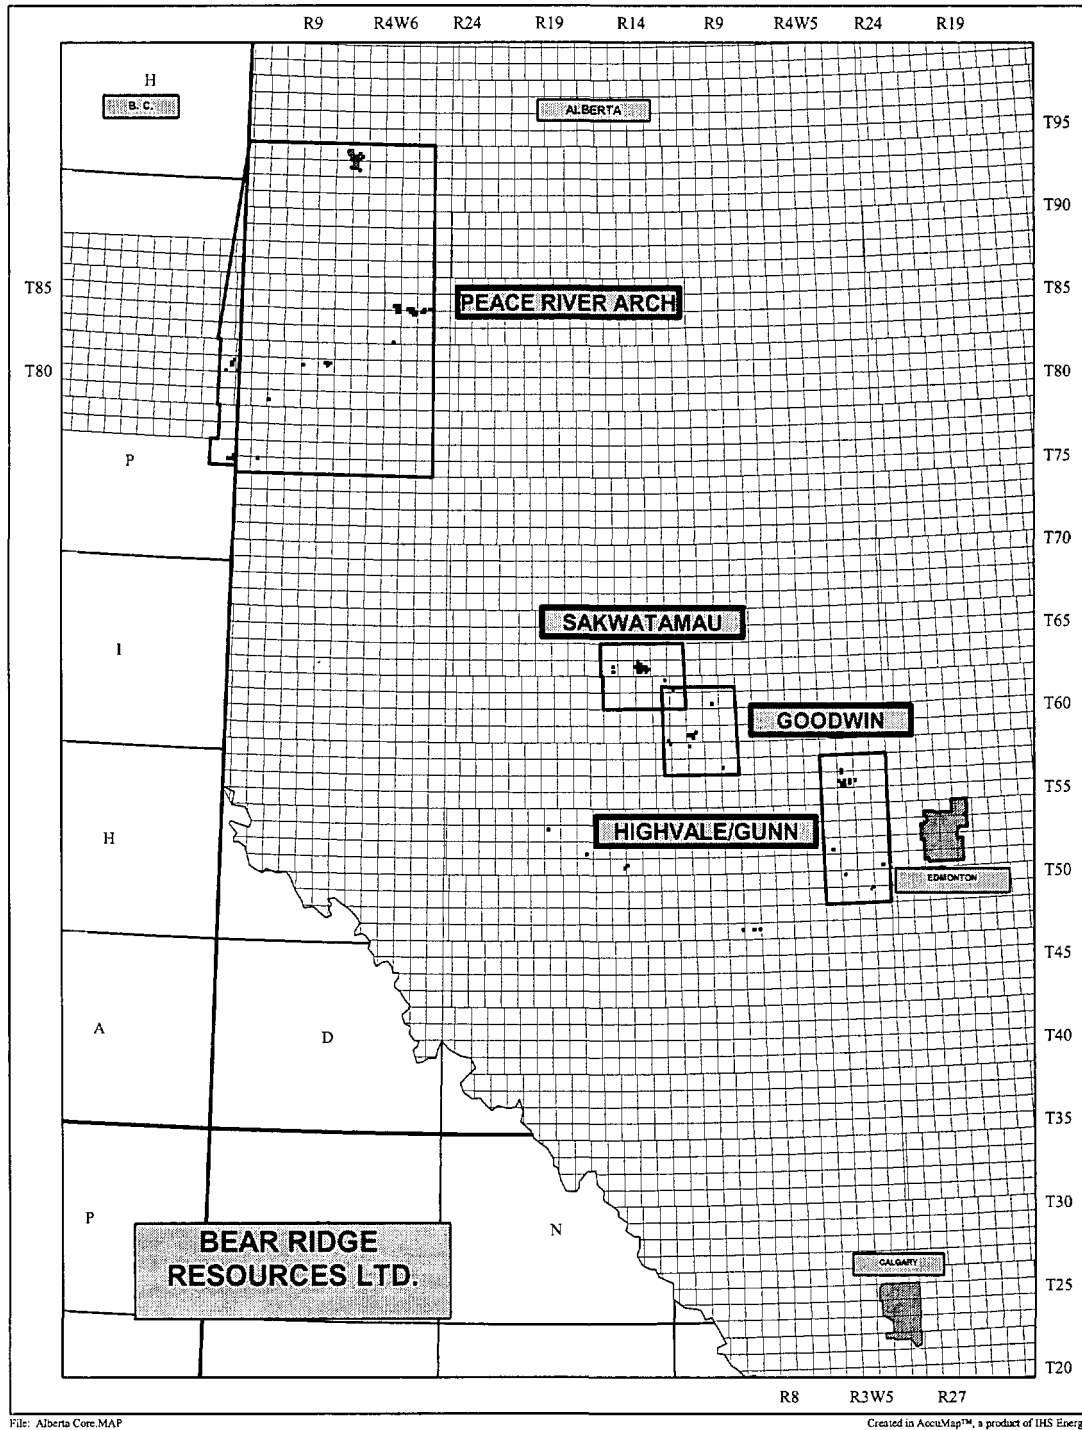 R9 R4W6 R24 R19 R14 R9 R4W5 R24 R19
H
B. C.
ALBERTA
T95
T90
T85
T85
PEACE RIVER ARCH
T80
T80
P
T75
T70
T65
SAKWATAMAU
I
T60
GOODWIN
T55
HIGHVALE/GUNN
H
T50
EDMONTON
T45
A
D
T40
T35
T30
P
N
BEAR RIDGE
RESOURCES LTD.
CALGARY
T25
T20
R8 R3W5 R27
File: Alberta Core.MAP
Created in AccuMap™, a product of IHS Energ